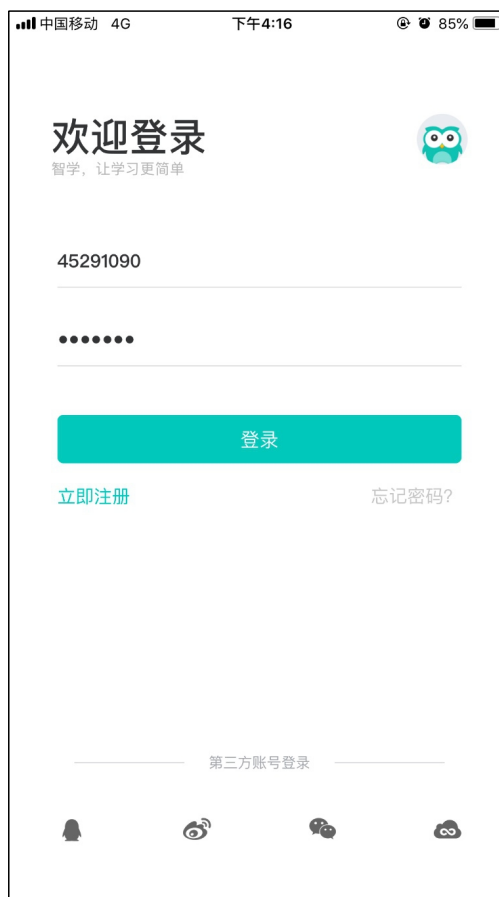 中国移动 4G 下午4:16 85%
欢迎登录
智学，让学习更简单
45291090
•••••••
登录
立即注册 忘记密码?
第三方账号登录